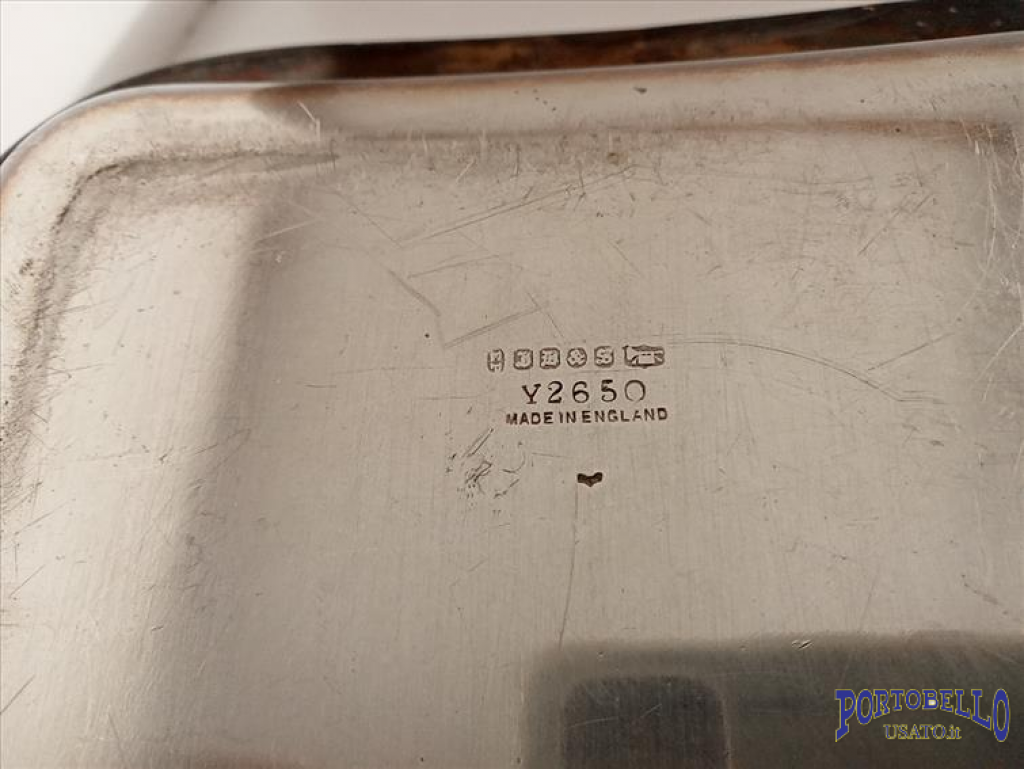 J B & S
Y2650
MADE IN ENGLAND
PORTOBELLO
USATO.it